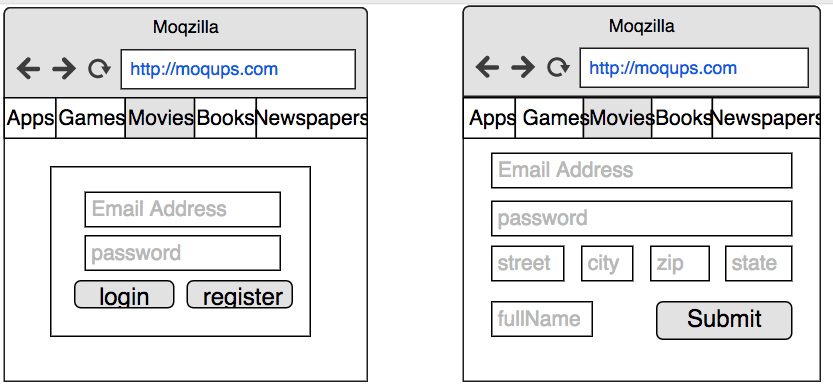 Moqzilla
http://moqups.com
Apps Games Movies Books Newspapers
Email Address
password
login register
Moqzilla
http://moqups.com
Apps Games Movies Books Newspapers
Email Address
password
street city zip state
fullName Submit